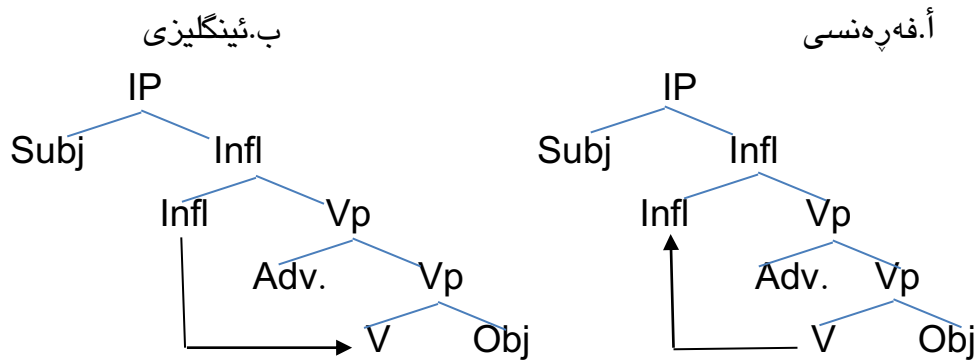 أ.فەڕەنسی
ب.ئینگلیزی
IP
IP
Subj Infl
Subj Infl
Infl Vp
Infl Vp
Adv. Vp
Adv. Vp
V Obj
V Obj